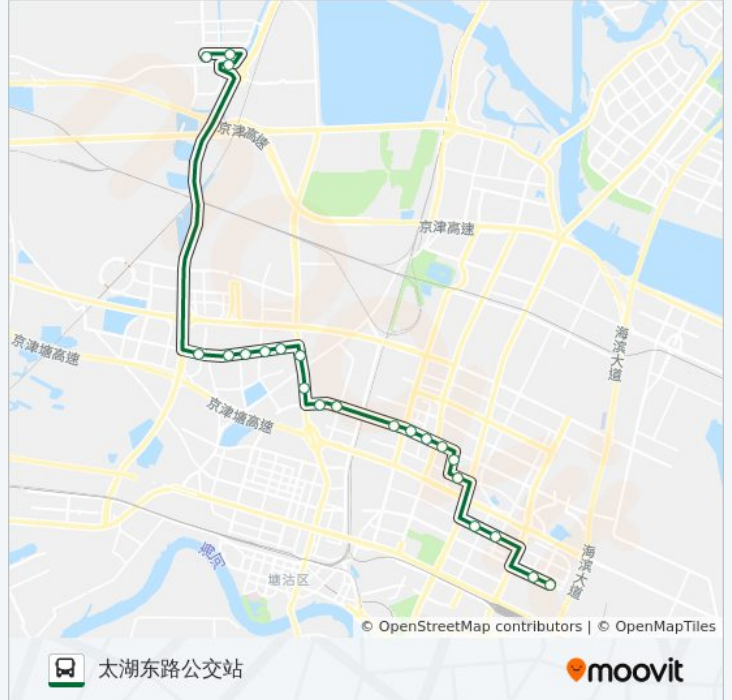 京津高速
京津高速
海滨大道
京津塘高速
京津塘高速
海河
塘沽区
海滨大道
© OpenStreetMap contributors | © OpenMapTiles
太湖东路公交站
moovit